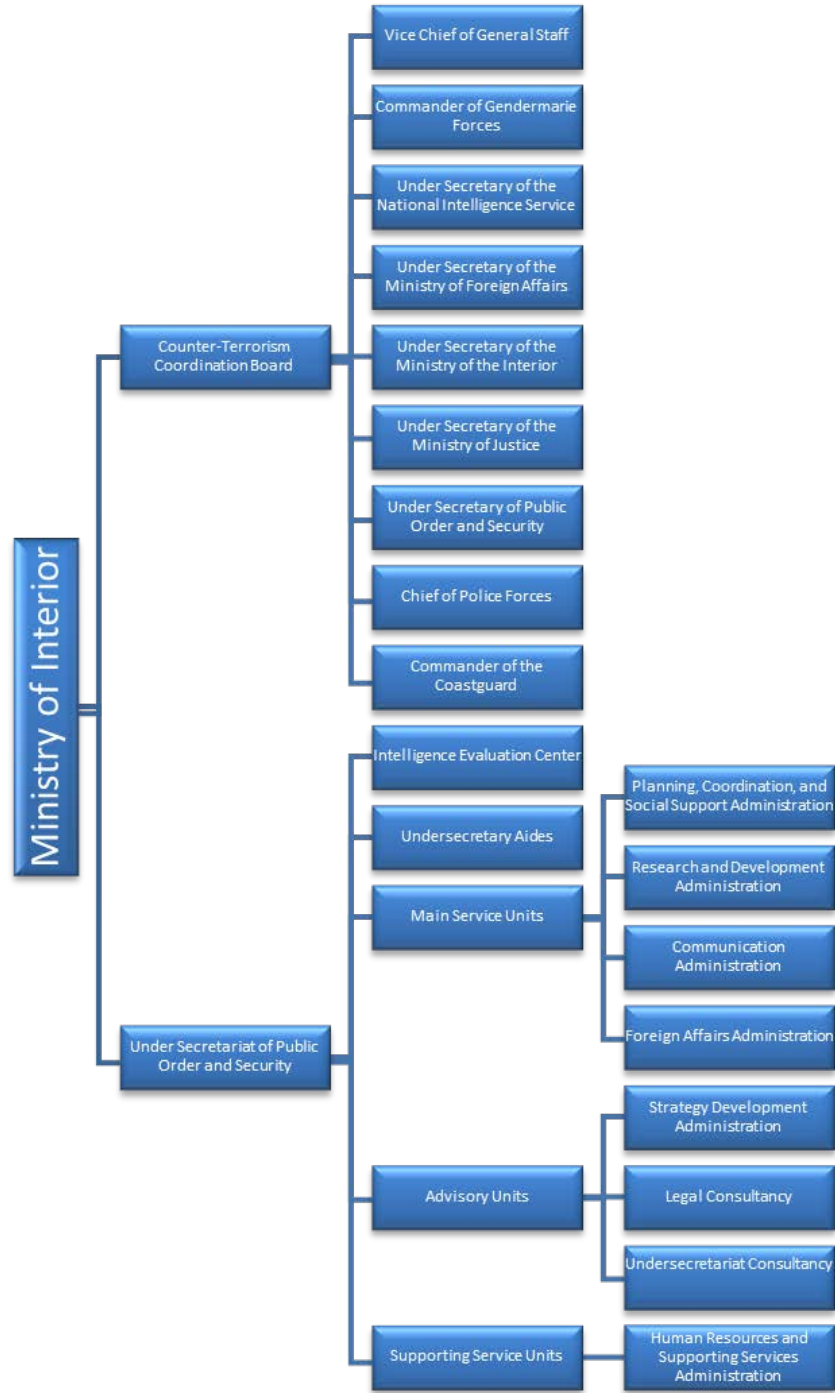 Ministry of Interior
Counter-Terrorism
Coordination Board
Vice Chief of General Staff
Commander of Gendermarie
Forces
Under Secretary of the
National Intelligence Service
Under Secretary of the
Ministry of Foreign Affairs
Under Secretary of the
Ministry of the Interior
Under Secretary of the
Ministry of Justice
Under Secretary of Public
Order and Security
Chief of Police Forces
Commander of the
Coastguard
Under Secretariat of Public
Order and Security
Intelligence Evaluation Center
Undersecretary Aides
Main Service Units
Planning, Coordination, and
Social Support Administration
Research and Development
Administration
Communication
Administration
Foreign Affairs Administration
Advisory Units
Strategy Development
Administration
Legal Consultancy
Undersecretariat Consultancy
Supporting Service Units
Human Resources and
Supporting Services
Administration